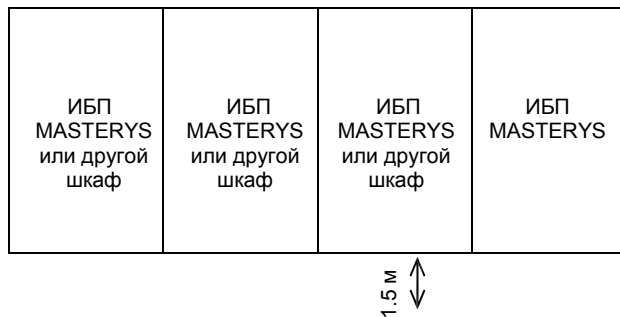 ИБП
MASTERYS
или другой
шкаф
ИБП
MASTERYS
или другой
шкаф
ИБП
MASTERYS
или другой
шкаф
ИБП
MASTERYS
1.5 м